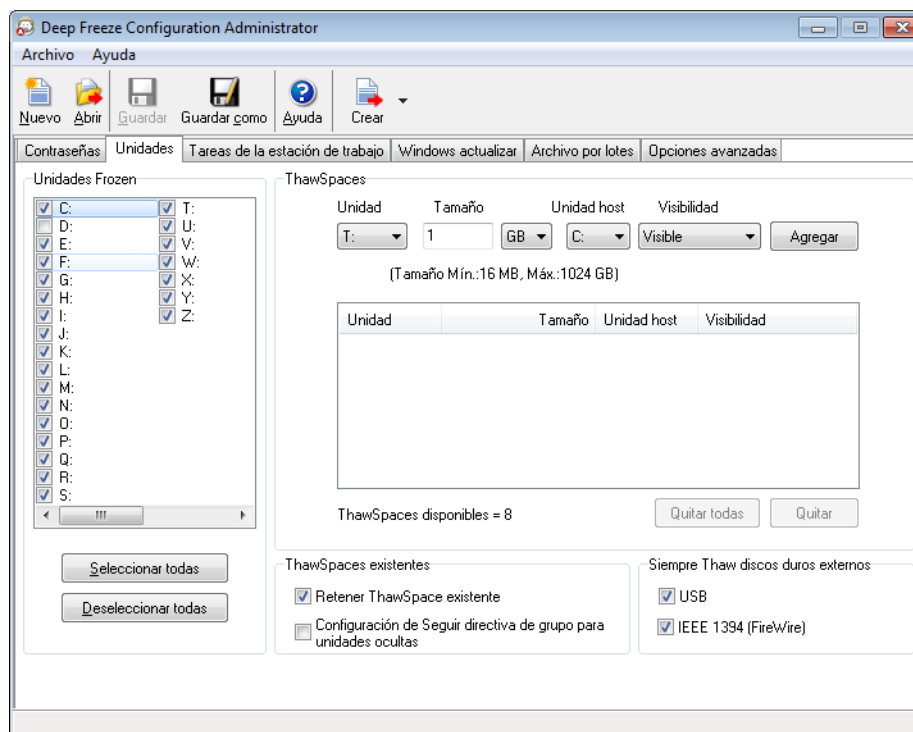 Deep Freeze Configuration Administrator
Archivo Ayuda
Nuevo Abrir Guardar Guardar como Ayuda Crear
Contraseñas Unidades Tareas de la estación de trabajo Windows actualizar Archivo por lotes Opciones avanzadas
Unidades Frozen
C: T:
D: U:
E: V:
F: W:
G: X:
H: Y:
I: Z:
J:
K:
L:
M:
N:
O:
P:
Q:
R:
S:
Seleccionar todas
Deseleccionar todas
ThawSpaces
Unidad Tamaño Unidad host Visibilidad
T: 1 GB C: Visible Agregar
(Tamaño Mín.:16 MB, Máx.:1024 GB)
Unidad Tamaño Unidad host Visibilidad
ThawSpaces disponibles = 8 Quitar todas Quitar
ThawSpaces existentes
Retener ThawSpace existente
Configuración de Seguir directiva de grupo para
unidades ocultas
Siempre Thaw discos duros externos
USB
IEEE 1394 (FireWire)